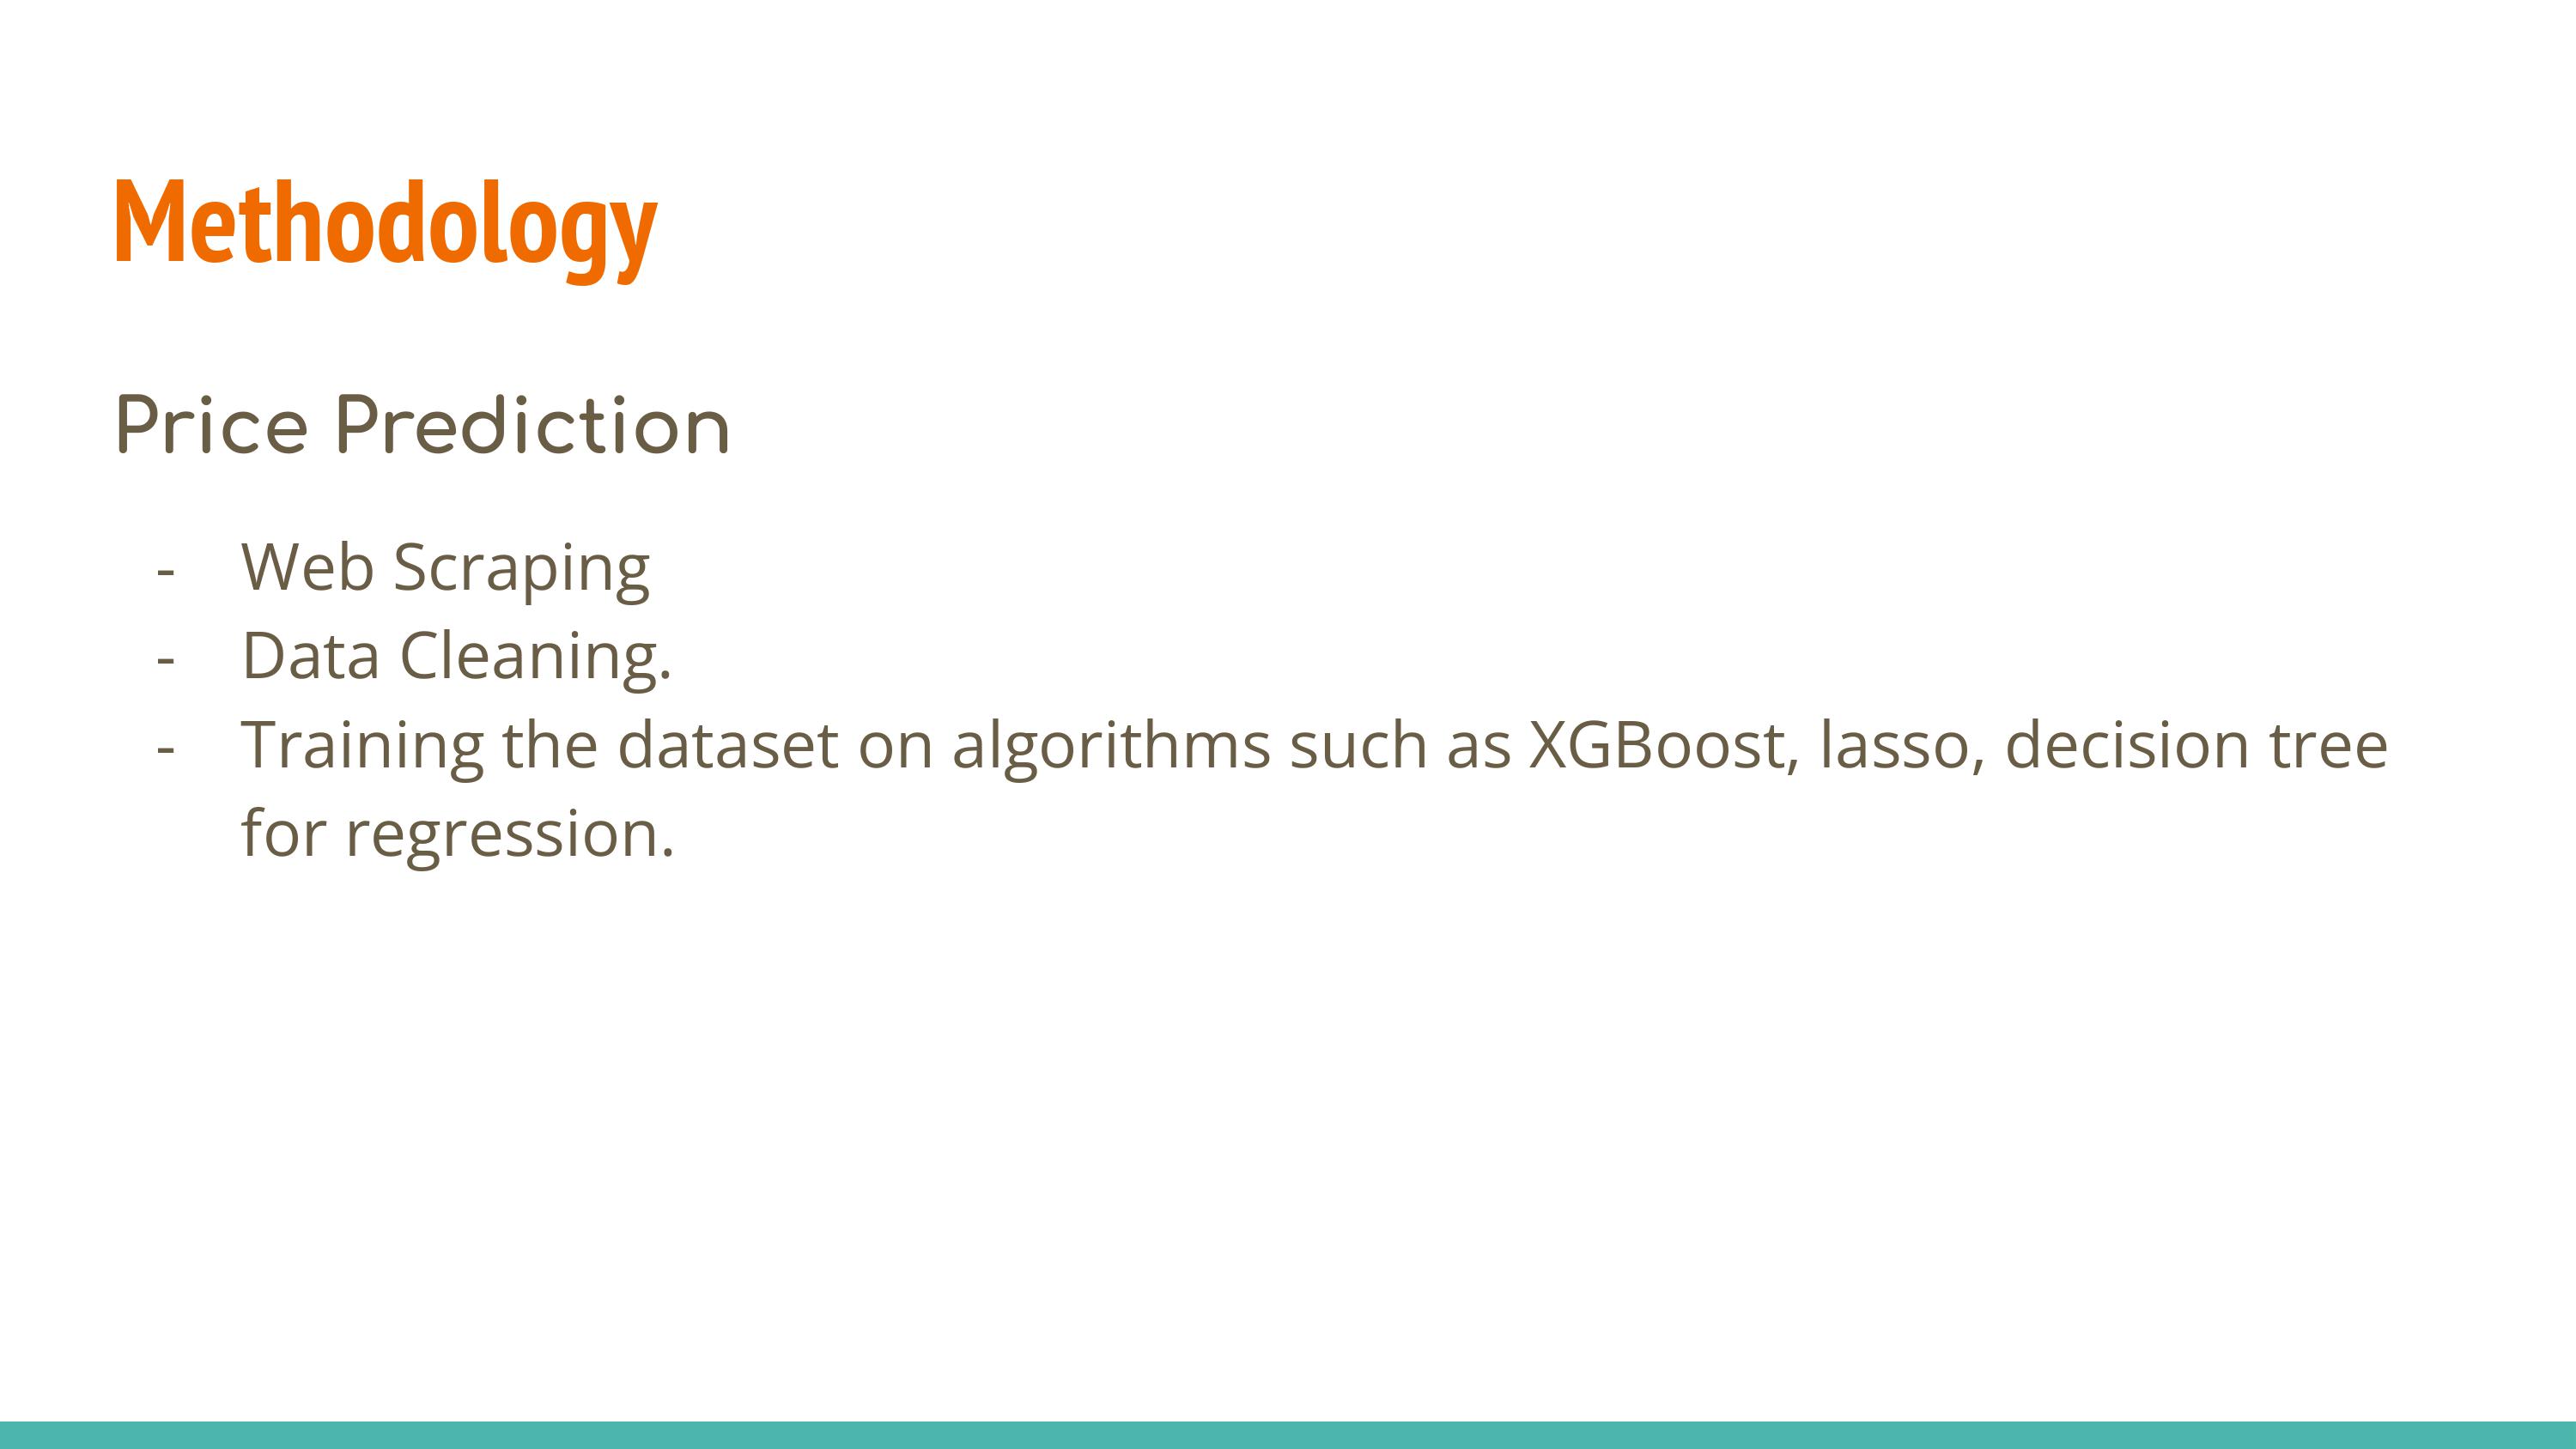 Methodology
Price Prediction
- Web Scraping
- Data Cleaning.
- Training the dataset on algorithms such as XGBoost, lasso, decision tree
for regression.